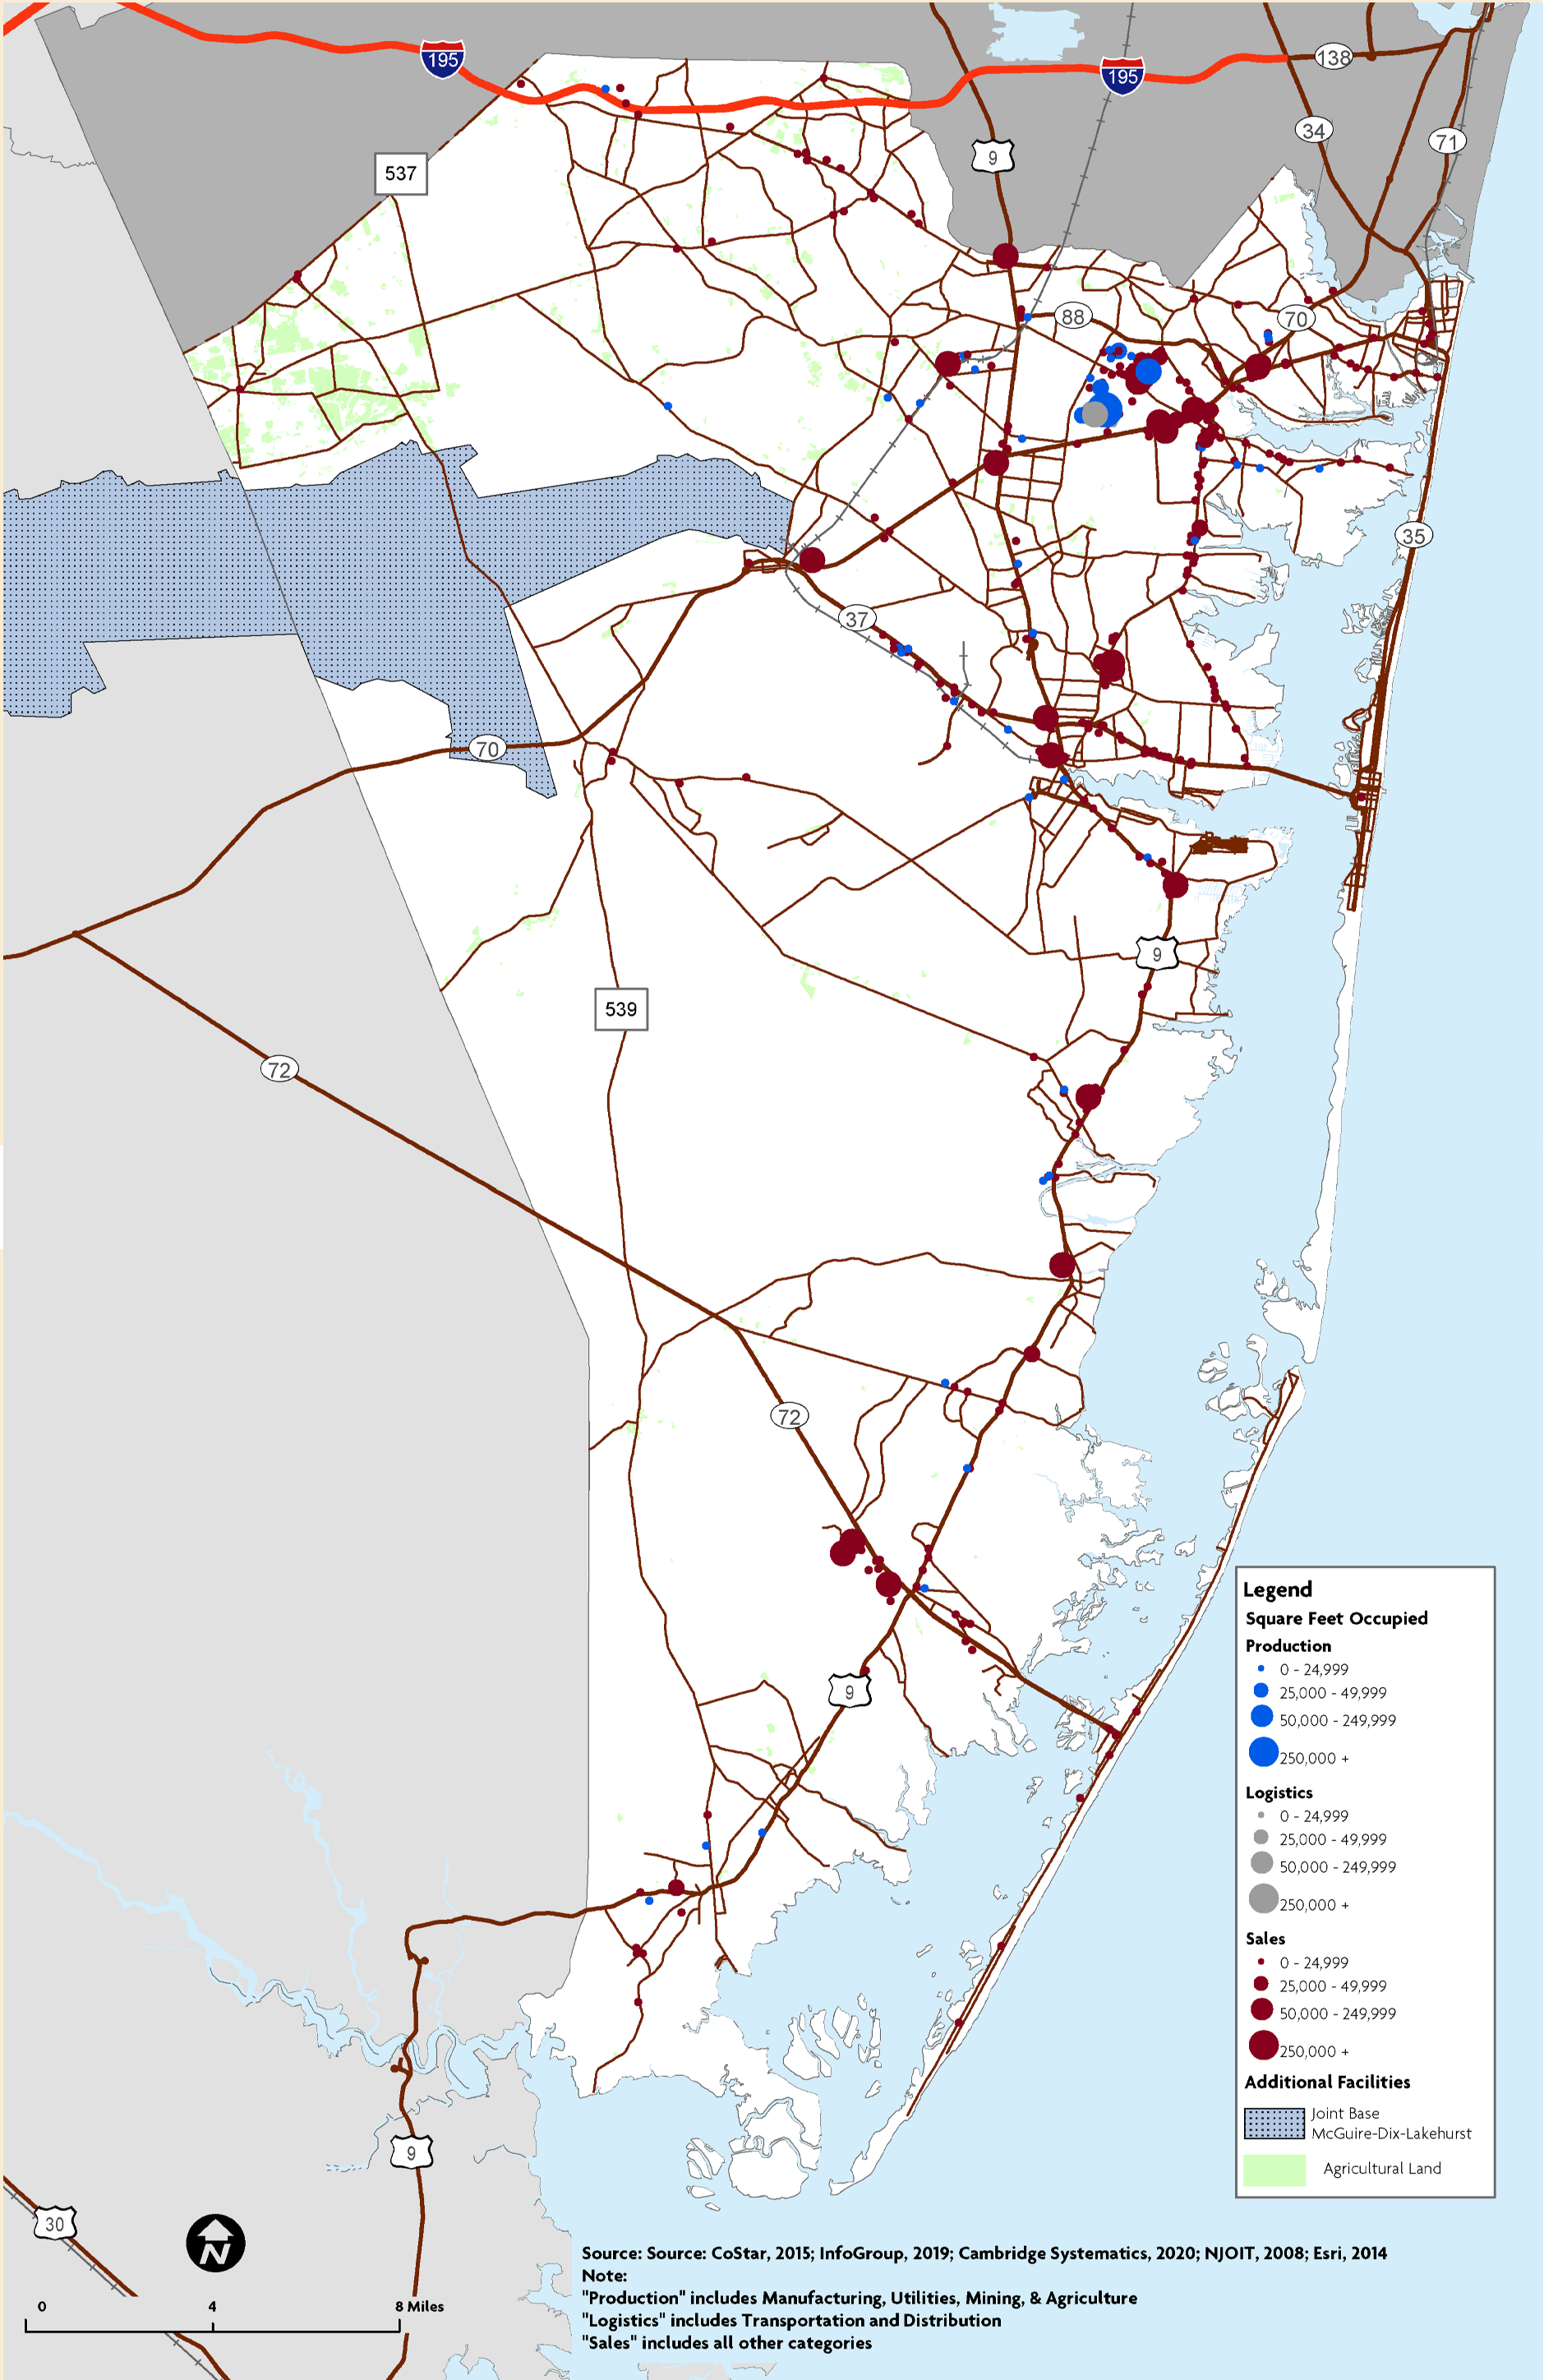 195
195
138
34
71
9
537
88
70
35
37
70
9
539
72
72
9
9
30
Legend
Square Feet Occupied
Production
0 - 24,999
25,000 - 49,999
50,000 - 249,999
250,000 +
Logistics
0 - 24,999
25,000 - 49,999
50,000 - 249,999
250,000 +
Sales
0 - 24,999
25,000 - 49,999
50,000 - 249,999
250,000 +
Additional Facilities
Joint Base
McGuire-Dix-Lakehurst
Agricultural Land
N
0 4 8 Miles
Source: Source: CoStar, 2015; InfoGroup, 2019; Cambridge Systematics, 2020; NJOIT, 2008; Esri, 2014
Note:
"Production" includes Manufacturing, Utilities, Mining, & Agriculture
"Logistics" includes Transportation and Distribution
"Sales" includes all other categories